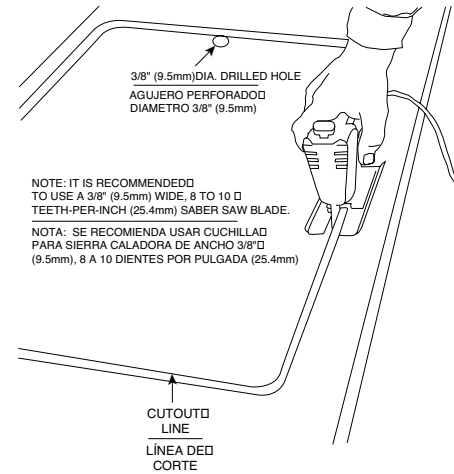 3/8" (9.5mm)DIA. DRILLED HOLE
AGUJERO PERFORADO
DIAMETRO 3/8" (9.5mm)
NOTE: IT IS RECOMMENDED
TO USE A 3/8" (9.5mm) WIDE, 8 TO 10
TEETH-PER-INCH (25.4mm) SABER SAW BLADE.
NOTA: SE RECOMIENDA USAR CUCHILLA
PARA SIERRA CALADORA DE ANCHO 3/8"
(9.5mm), 8 A 10 DIENTES POR PULGADA (25.4mm)
CUTOUT
LINE
LÍNEA DE
CORTE